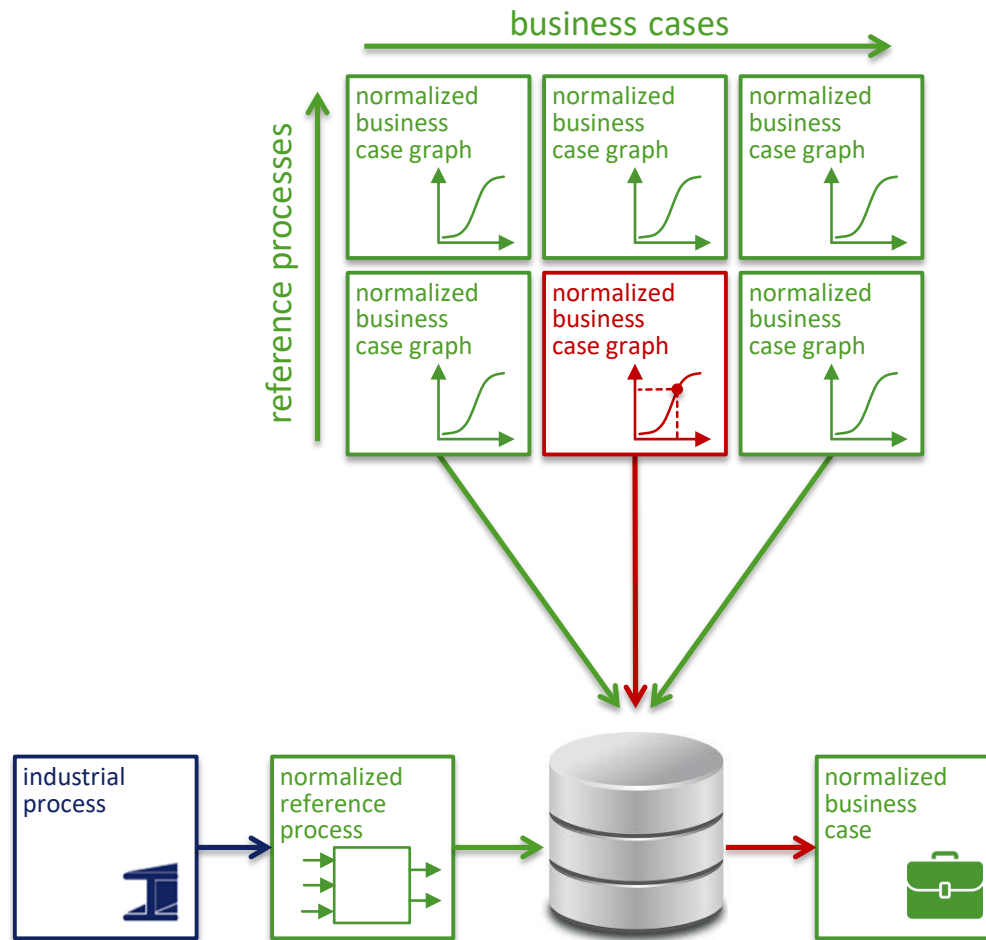 business cases
reference processes
normalized
business
case graph
normalized
business
case graph
normalized
business
case graph
normalized
business
case graph
normalized
business
case graph
normalized
business
case graph
industrial
process
normalized
reference
process
normalized
business
case